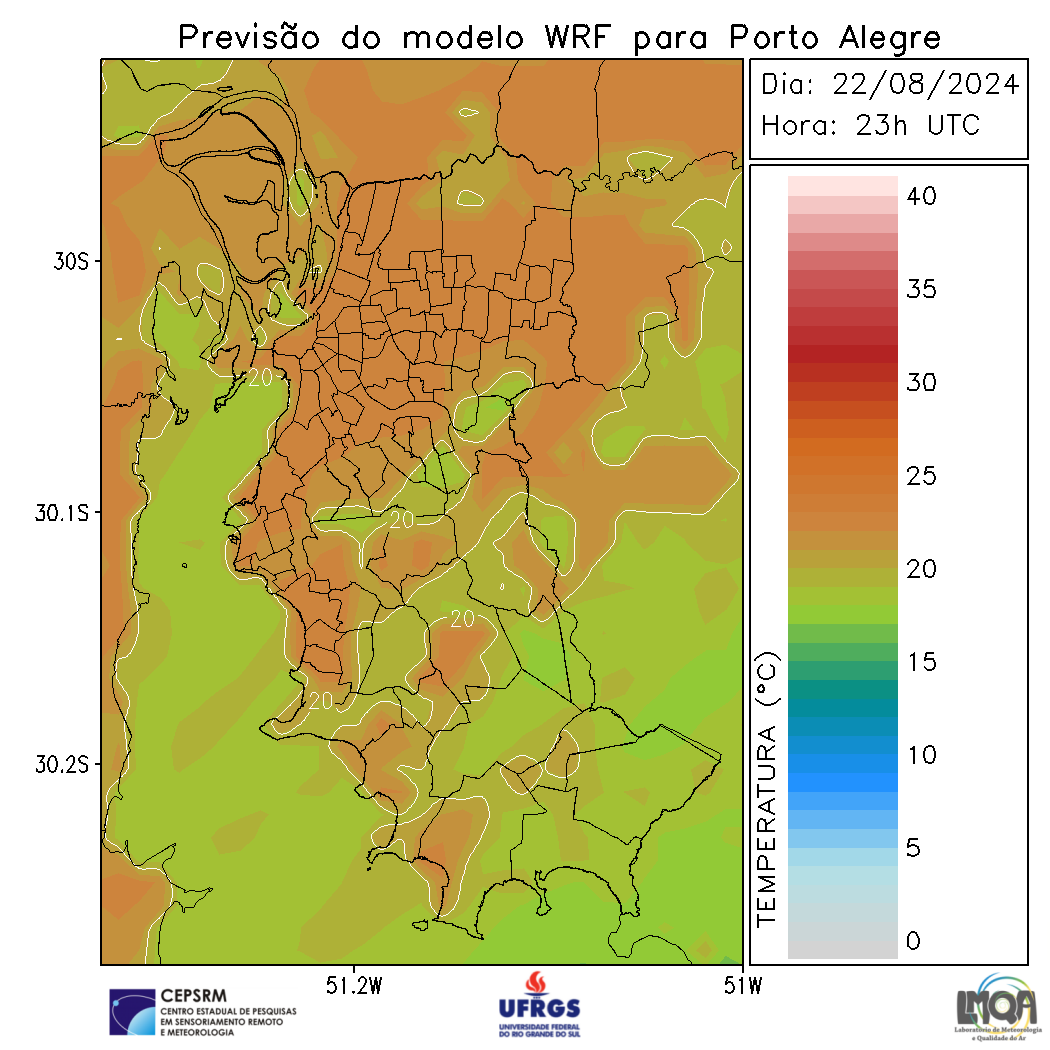 Previsão do modelo WRF para Porto Alegre
Dia: 22/08/2024
Hora: 23h UTC
30S
30.1S
30.2S
51.2W
51W
20
20
20
20
TEMPERATURA (°C)
40
35
30
25
20
15
10
5
0
CEPSRM
CENTRO ESTADUAL DE PESQUISAS
EM SENSORIAMENTO REMOTO
E METEOROLOGIA
UFRGS
UNIVERSIDADE FEDERAL
DO RIO GRANDE DO SUL
LMQA
Laboratório de Meteorologia
e Qualidade do Ar